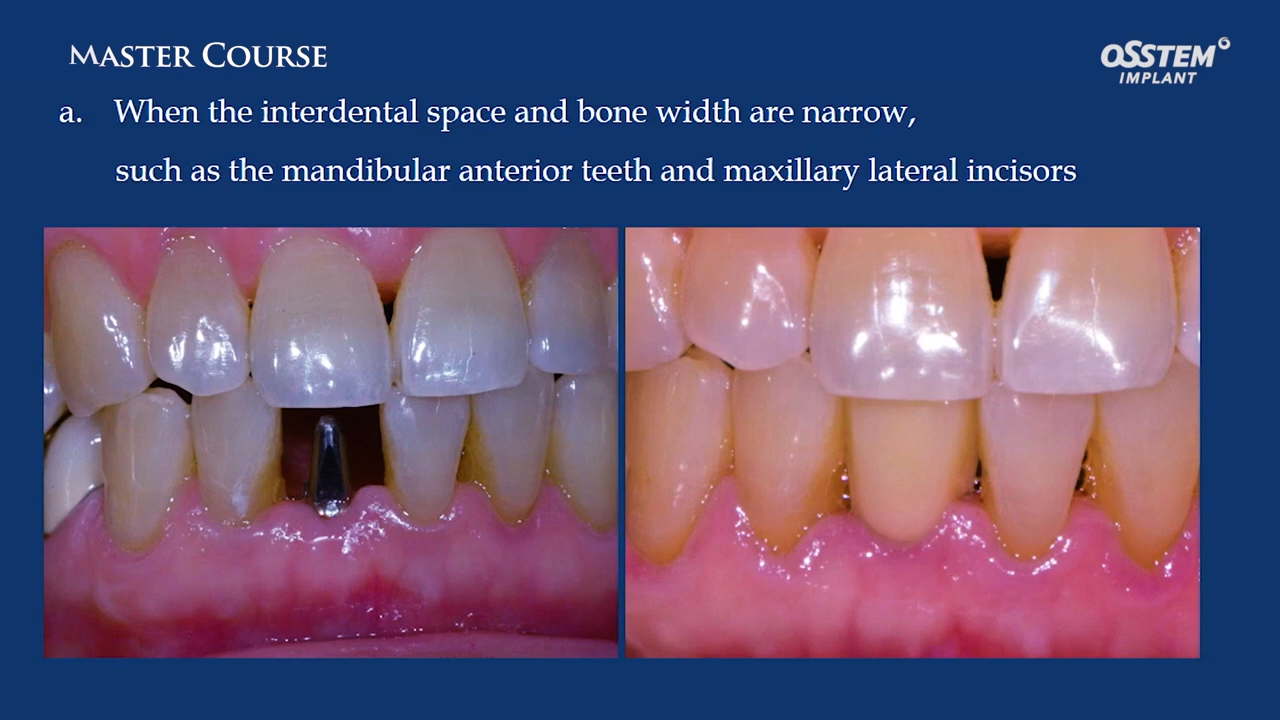 Master Course
OSSTEM
IMPLANT
a. When the interdental space and bone width are narrow,
such as the mandibular anterior teeth and maxillary lateral incisors